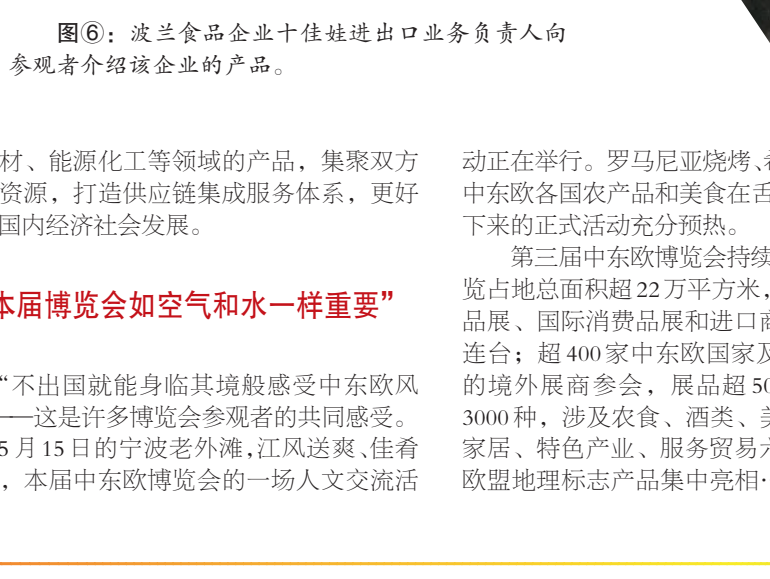 图⑥：波兰食品企业十佳娃进出口业务负责人向
参观者介绍该企业的产品。
材、能源化工等领域的产品，集聚双方
资源，打造供应链集成服务体系，更好
国内经济社会发展。
本届博览会如空气和水一样重要”
“不出国就能身临其境般感受中东欧风
——这是许多博览会参观者的共同感受。
5月15日的宁波老外滩，江风送爽、佳肴
，本届中东欧博览会的一场人文交流活
动正在举行。罗马尼亚烧烤、希
中东欧各国农产品和美食在舌
下来的正式活动充分预热。
第三届中东欧博览会持续
览占地总面积超22万平方米，
品展、国际消费品展和进口商
连台；超400家中东欧国家及
的境外展商参会，展品超50
3000种，涉及农食、酒类、美
家居、特色产业、服务贸易六
欧盟地理标志产品集中亮相·